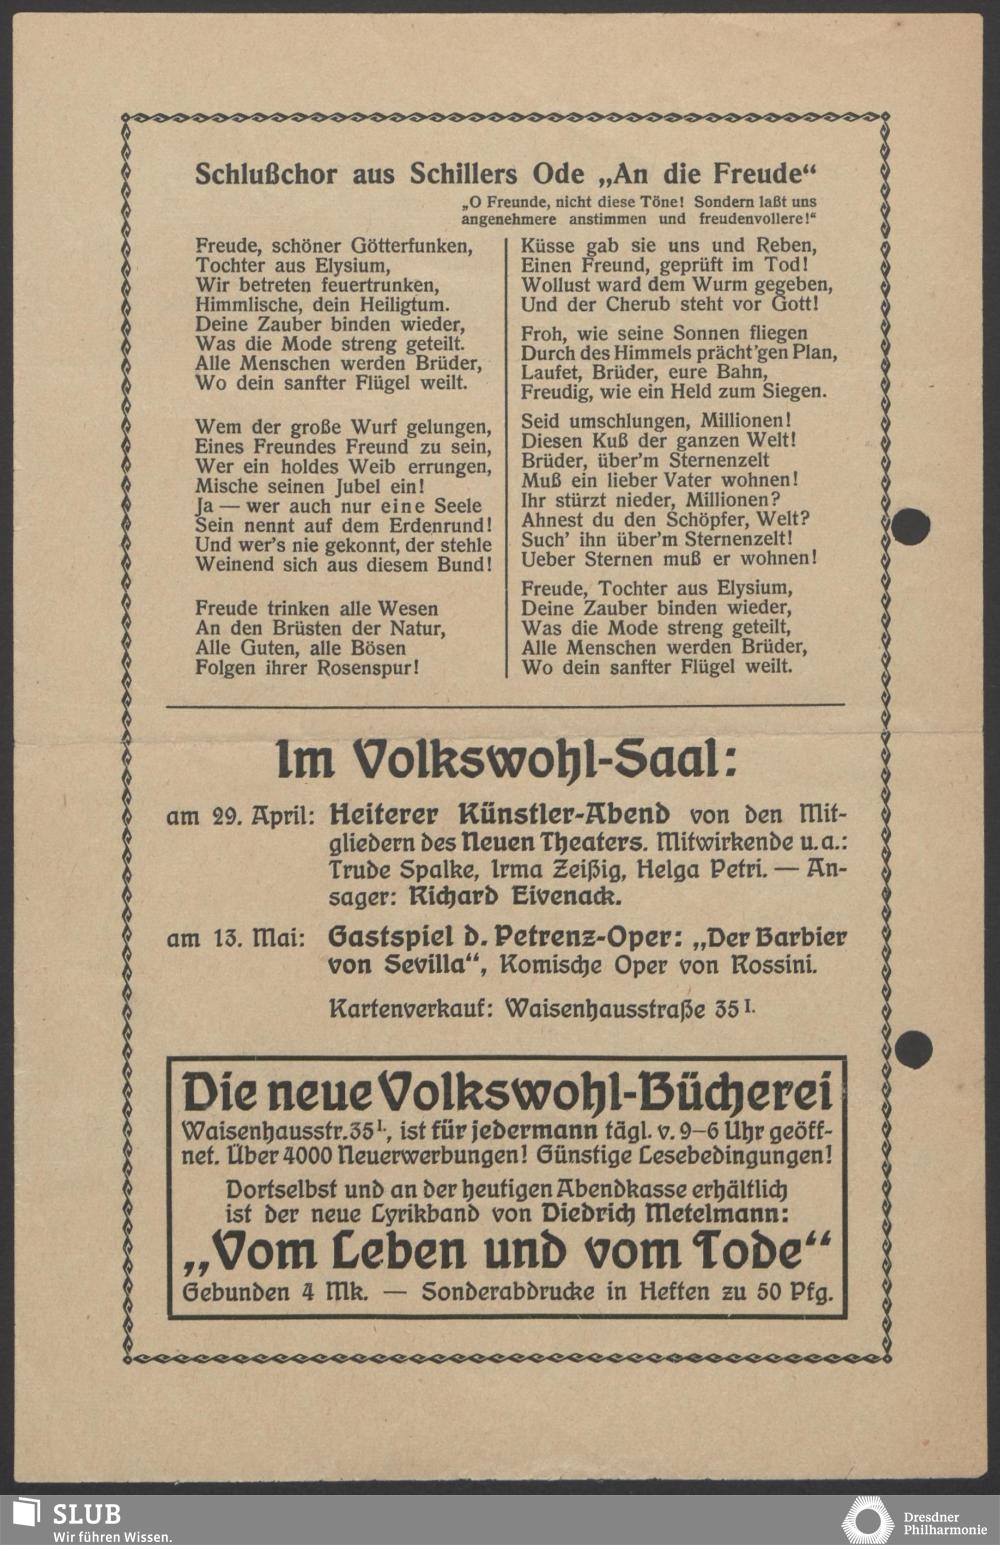 Schlußchor aus Schillers Ode „An die Freude“
„O Freunde, nicht diese Töne! Sondern laßt uns
angenehmere anstimmen und freudenvollere!“
Freude, schöner Götterfunken,
Tochter aus Elysium,
Wir betreten feuertrunken,
Himmlische, dein Heiligtum.
Deine Zauber binden wieder,
Was die Mode streng geteilt.
Alle Menschen werden Brüder,
Wo dein sanfter Flügel weilt.
Wem der große Wurf gelungen,
Eines Freundes Freund zu sein,
Wer ein holdes Weib errungen,
Mische seinen Jubel ein!
Ja — wer auch nur eine Seele
Sein nennt auf dem Erdenrund!
Und wer's nie gekonnt, der stehle
Weinend sich aus diesem Bund!
Freude trinken alle Wesen
An den Brüsten der Natur,
Alle Guten, alle Bösen
Folgen ihrer Rosenspur!
Küsse gab sie uns und Reben,
Einen Freund, geprüft im Tod!
Wollust ward dem Wurm gegeben,
Und der Cherub steht vor Gott!
Froh, wie seine Sonnen fliegen
Durch des Himmels prächt'gen Plan,
Laufet, Brüder, eure Bahn,
Freudig, wie ein Held zum Siegen.
Seid umschlungen, Millionen!
Diesen Kuß der ganzen Welt!
Brüder, über'm Sternenzelt
Muß ein lieber Vater wohnen!
Ihr stürzt nieder, Millionen?
Ahnest du den Schöpfer, Welt?
Such' ihn über'm Sternenzelt!
Ueber Sternen muß er wohnen!
Freude, Tochter aus Elysium,
Deine Zauber binden wieder,
Was die Mode streng geteilt,
Alle Menschen werden Brüder,
Wo dein sanfter Flügel weilt.
Im Volkswohl-Saal:
am 29. April: Heiterer Künstler-Abend von den Mit-
gliedern des Neuen Theaters. Mitwirkende u. a.:
Trude Spalke, Irma Zeißig, Helga Petri. — An-
sager: Richard Eivenack.
am 13. Mai: Gastspiel d. Petrenz-Oper: „Der Barbier
von Sevilla“, Komische Oper von Rossini.
Kartenverkauf: Waisenhausstraße 35 I.
Die neue Volkswohl-Bücherei
Waisenhausstr. 35 I., ist für jedermann tägl. v. 9–6 Uhr geöff-
net. Über 4000 Neuerwerbungen! Günstige Lesebedingungen!
Dortselbst und an der heutigen Abendkasse erhältlich
ist der neue Lyrikband von Diedrich Metelmann:
„Vom Leben und vom Tode“
Gebunden 4 Mk. — Sonderabdrucke in Heften zu 50 Pfg.
SLUB
Wir führen Wissen.
Dresdner
Philharmonie